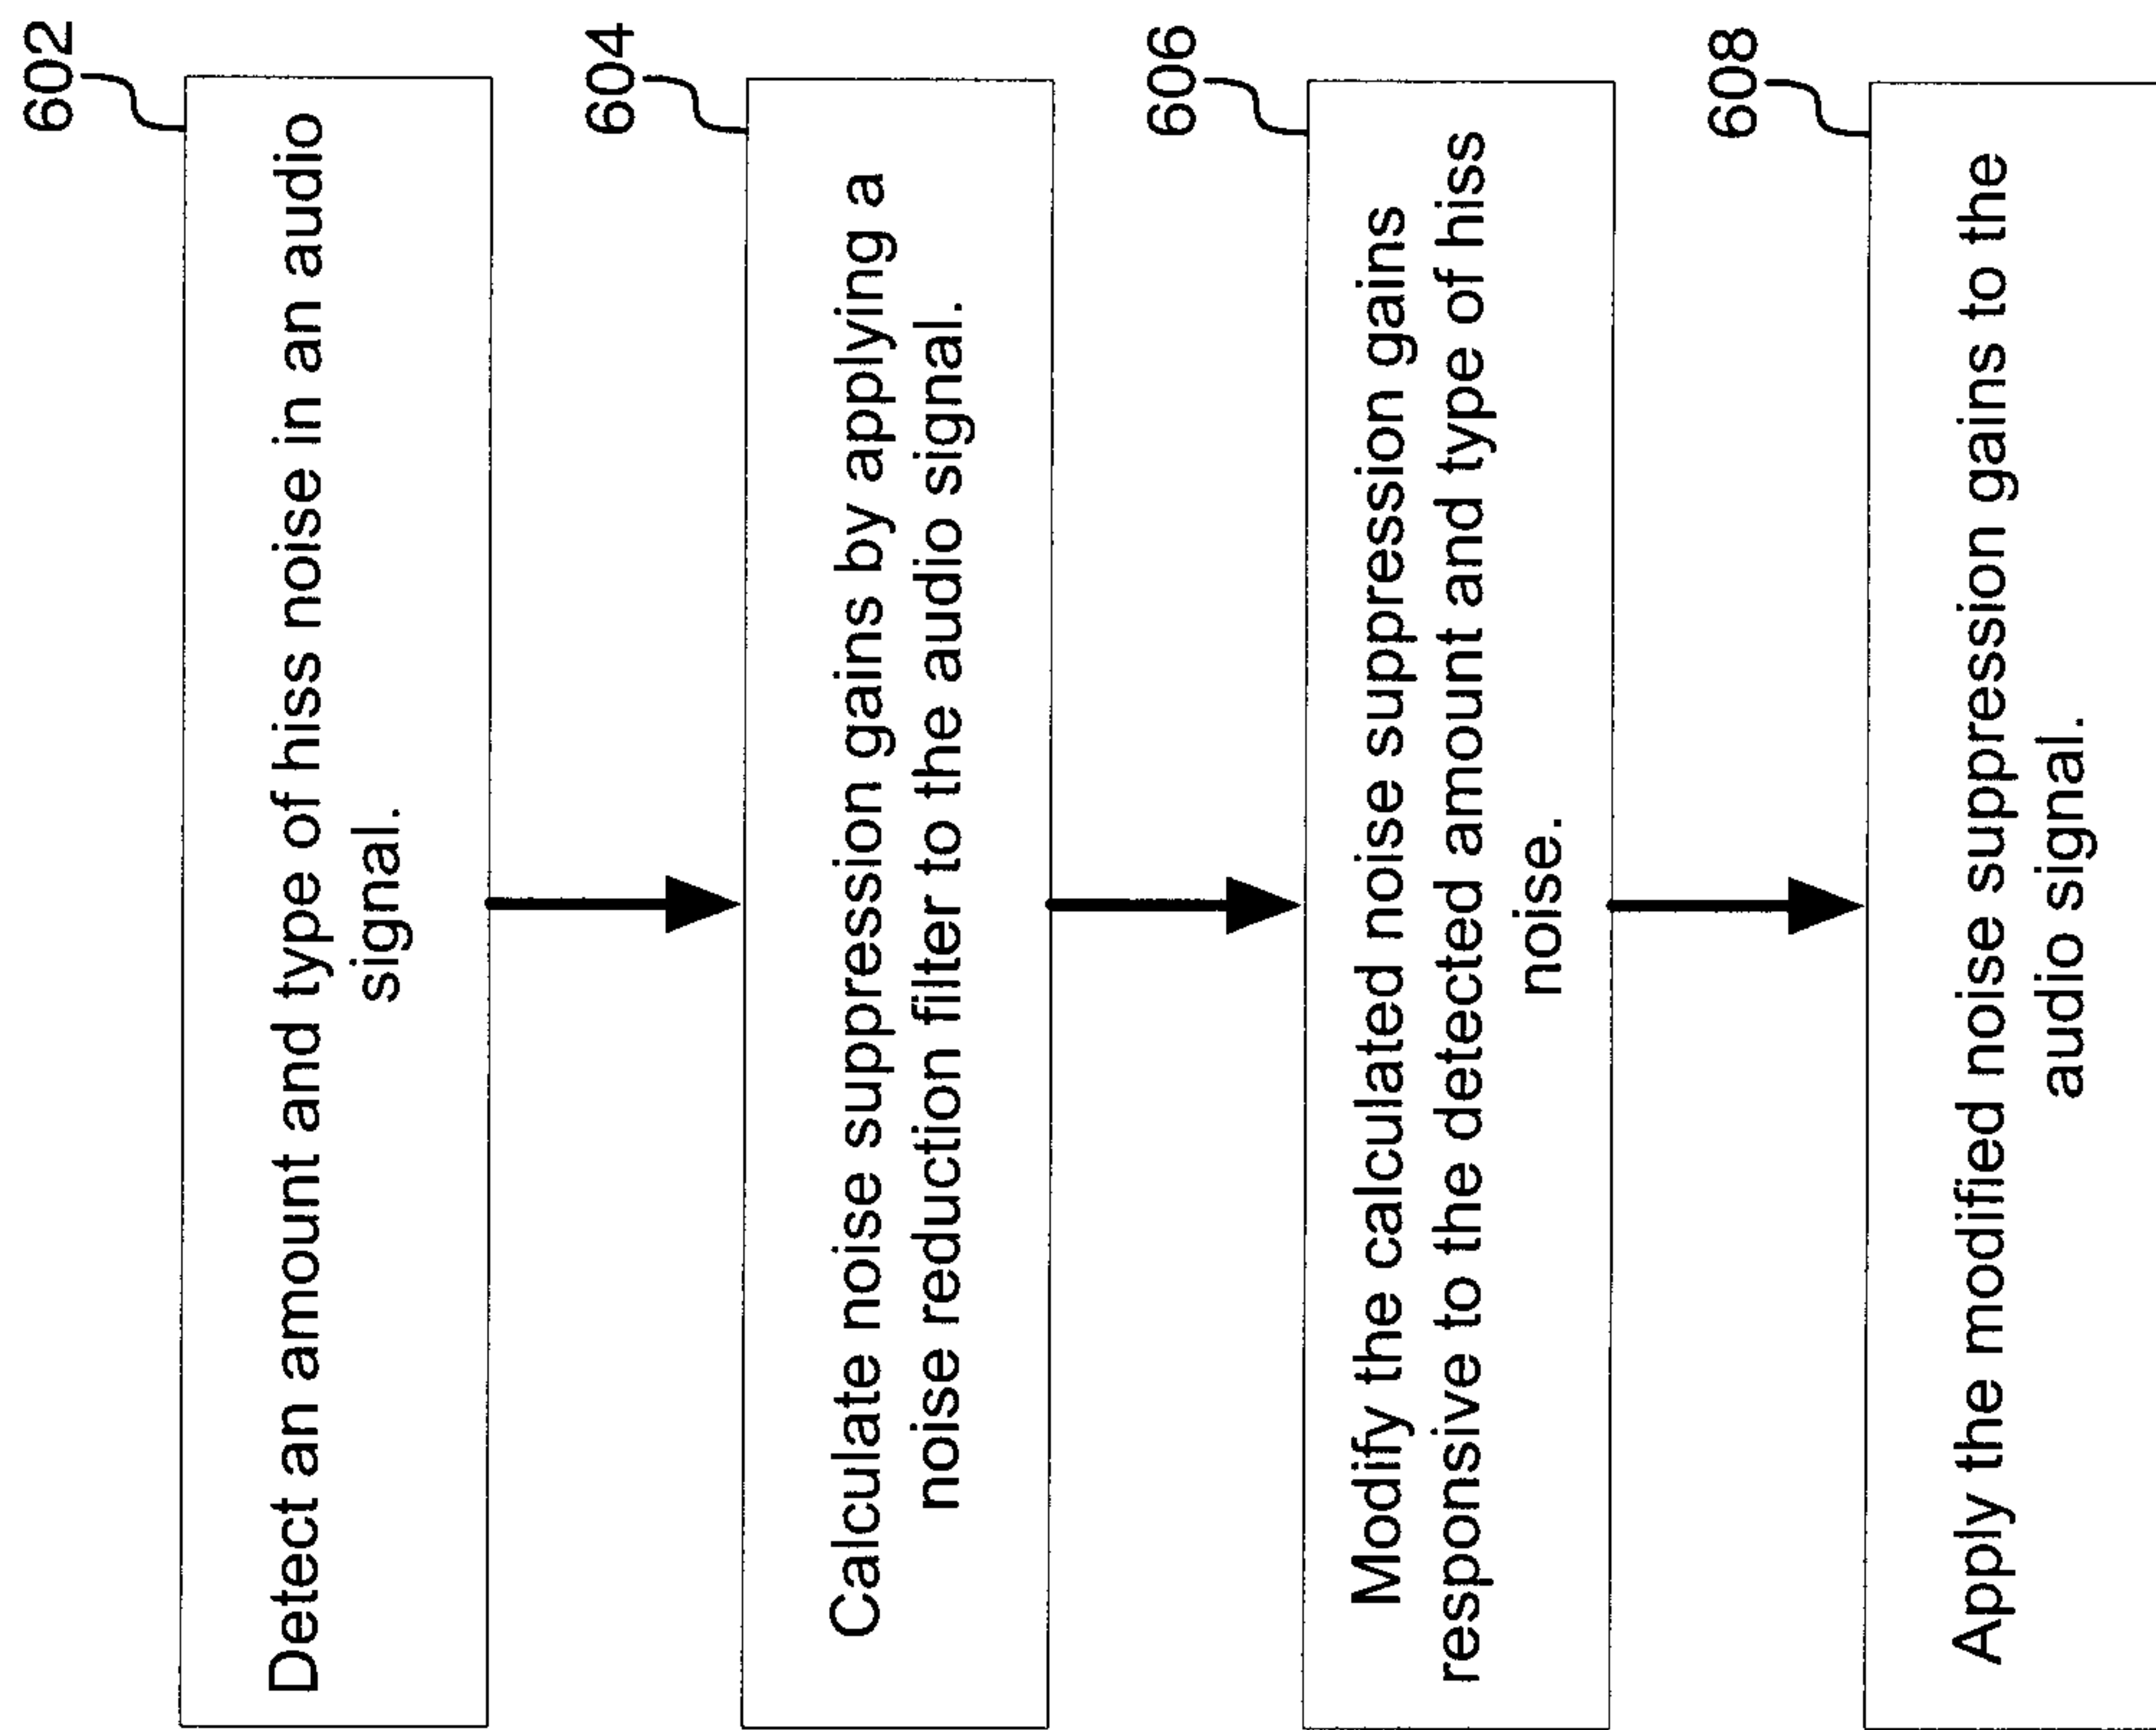 602
Detect an amount and type of hiss noise in an audio
signal.
604
Calculate noise suppression gains by applying a
noise reduction filter to the audio signal.
606
Modify the calculated noise suppression gains
responsive to the detected amount and type of hiss
noise.
608
Apply the modified noise suppression gains to the
audio signal.